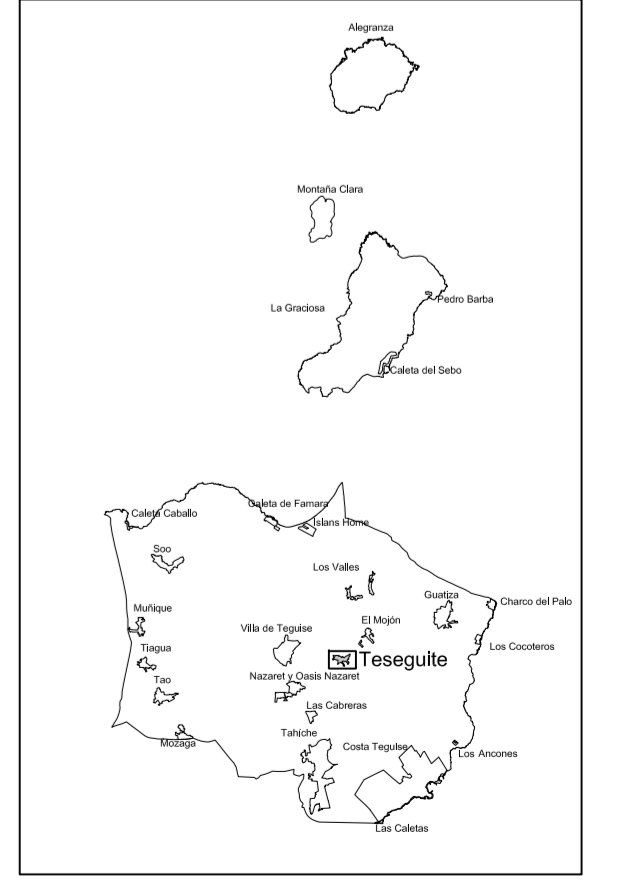 Alegranza
Montaña Clara
La Graciosa
Pedro Barba
Caleta del Sebo
Caleta de Famara
Caleta Caballo
Islans Home
Soo
Los Valles
Guatiza
Charco del Palo
Muñique
El Mojón
Villa de Teguise
Los Cocoteros
Tiagua
Teseguite
Nazaret y Oasis Nazaret
Tao
Las Cabreras
Tahíche
Mozaga
Costa Teguise
Los Ancones
Las Caletas